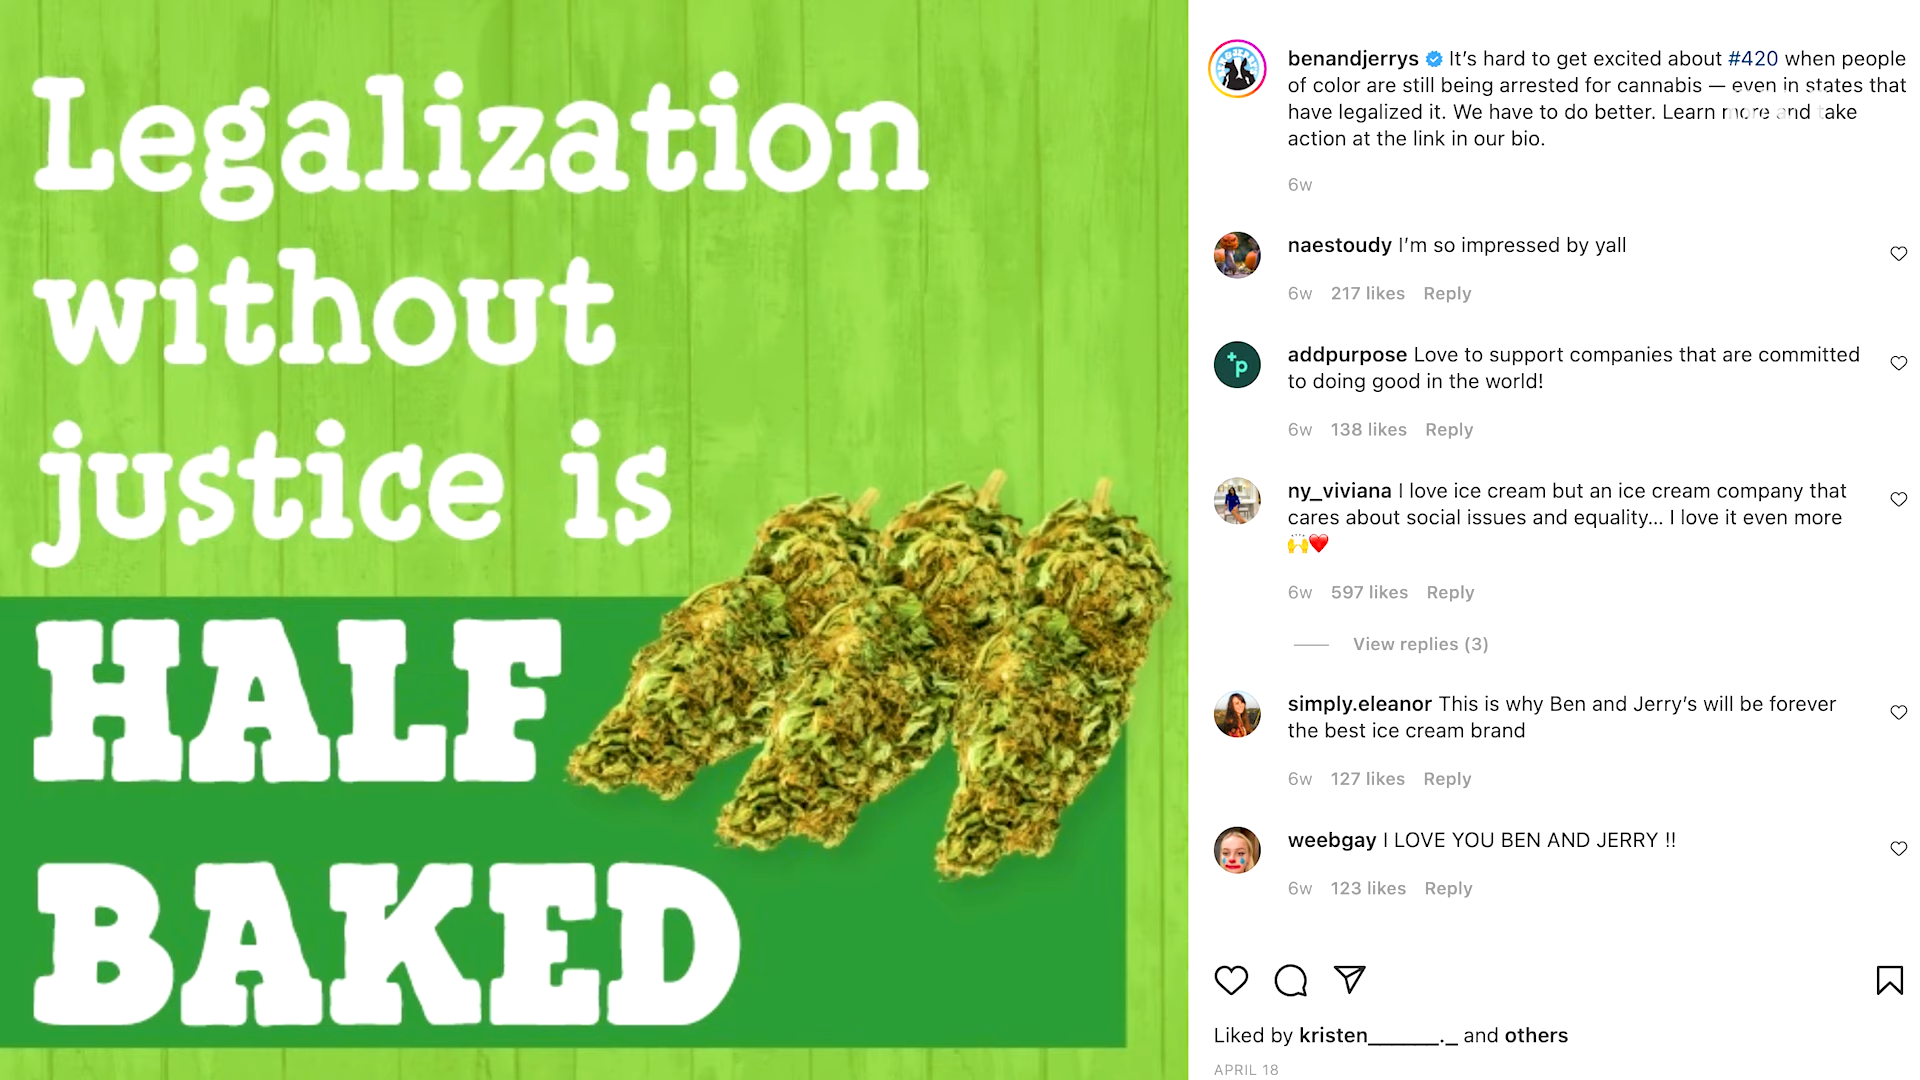 Legalization
without
justice is
HALF
BAKED
benandjerrys It’s hard to get excited about #420 when people
of color are still being arrested for cannabis — even in states that
have legalized it. We have to do better. Learn more and take
action at the link in our bio.
6w
naestoudy I’m so impressed by yall
6w 217 likes Reply
+p
addpurpose Love to support companies that are committed
to doing good in the world!
6w 138 likes Reply
ny_viviana I love ice cream but an ice cream company that
cares about social issues and equality... I love it even more
🙌❤️
6w 597 likes Reply
View replies (3)
simply.eleanor This is why Ben and Jerry’s will be forever
the best ice cream brand
6w 127 likes Reply
weebgay I LOVE YOU BEN AND JERRY !!
6w 123 likes Reply
Liked by kristen______._ and others
APRIL 18